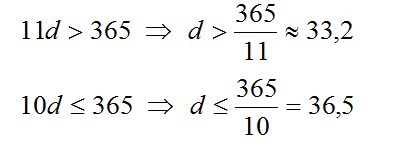 11d > 365 ⇒ d > 365/11 ≈ 33,2
10d ≤ 365 ⇒ d ≤ 365/10 = 36,5